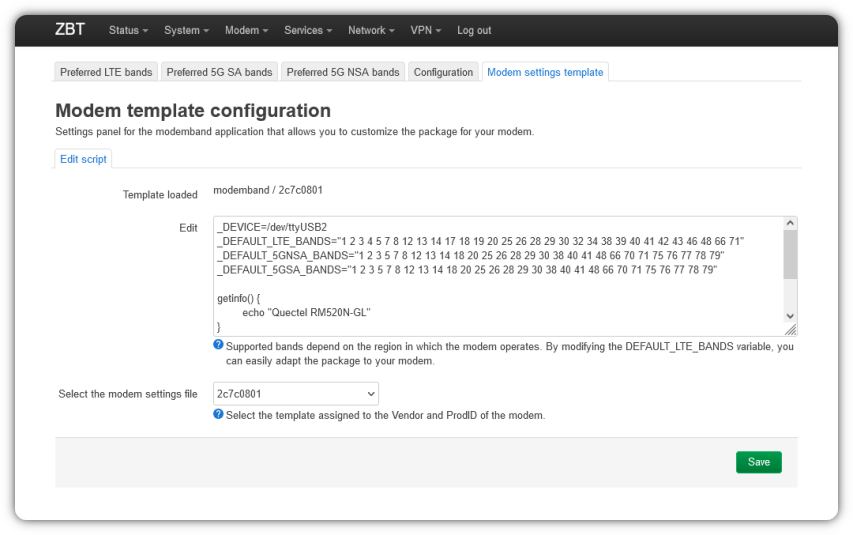 ZBT Status System Modem Services Network VPN Log out
Preferred LTE bands Preferred 5G SA bands Preferred 5G NSA bands Configuration Modem settings template
Modem template configuration
Settings panel for the modemband application that allows you to customize the package for your modem.
Edit script
Template loaded modemband / 2c7c0801
Edit
_DEVICE=/dev/ttyUSB2
_DEFAULT_LTE_BANDS="1 2 3 4 5 7 8 12 13 14 17 18 19 20 25 26 28 29 30 32 34 38 39 40 41 42 43 46 48 66 71"
_DEFAULT_5GNSA_BANDS="1 2 3 5 7 8 12 13 14 18 20 25 26 28 29 30 38 40 41 48 66 70 71 75 76 77 78 79"
_DEFAULT_5GSA_BANDS="1 2 3 5 7 8 12 13 14 18 20 25 26 28 29 30 38 40 41 48 66 70 71 75 76 77 78 79"
getinfo() {
echo "Quectel RM520N-GL"
}
Supported bands depend on the region in which the modem operates. By modifying the DEFAULT_LTE_BANDS variable, you
can easily adapt the package to your modem.
Select the modem settings file 2c7c0801
Select the template assigned to the Vendor and ProdID of the modem.
Save